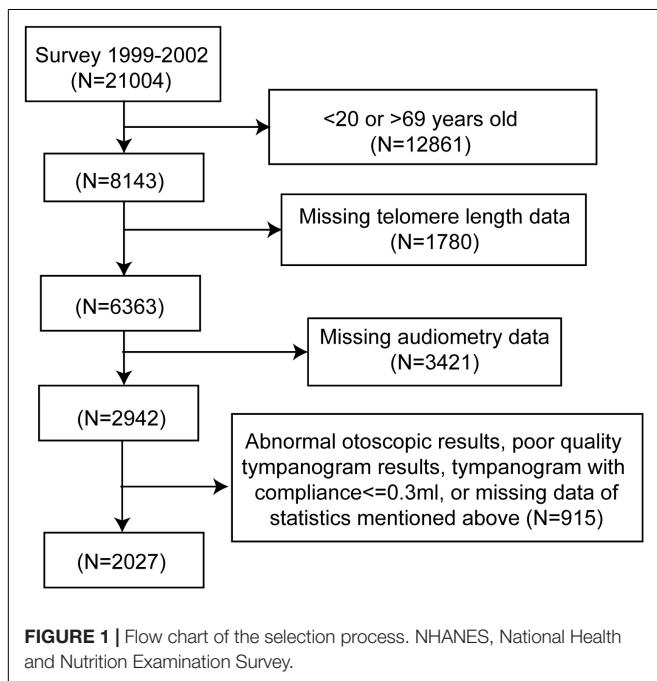 Survey 1999-2002
(N=21004)
<20 or >69 years old
(N=12861)
(N=8143)
Missing telomere length data
(N=1780)
(N=6363)
Missing audiometry data
(N=3421)
(N=2942)
Abnormal otoscopic results, poor quality
tympanogram results, tympanogram with
compliance<=0.3ml, or missing data of
statistics mentioned above (N=915)
(N=2027)
FIGURE 1 | Flow chart of the selection process. NHANES, National Health
and Nutrition Examination Survey.